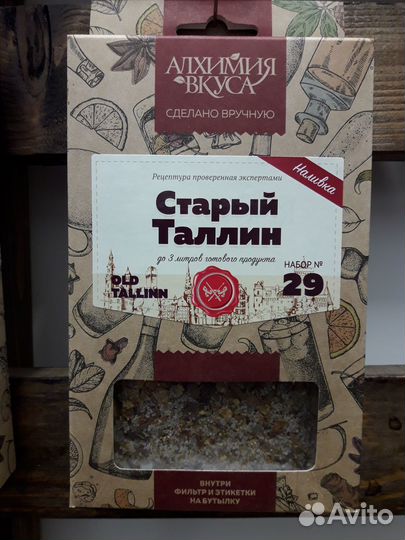 АЛХИМИЯ
ВКУСА
СДЕЛАНО ВРУЧНУЮ
Рецептура проверенная экспертами
Наливка
Старый
Таллин
до 3 литров готового продукта
OLD
TALLINN
НАБОР №
29
ВНУТРИ
ФИЛЬТР И ЭТИКЕТКИ
НА БУТЫЛКУ
Avito